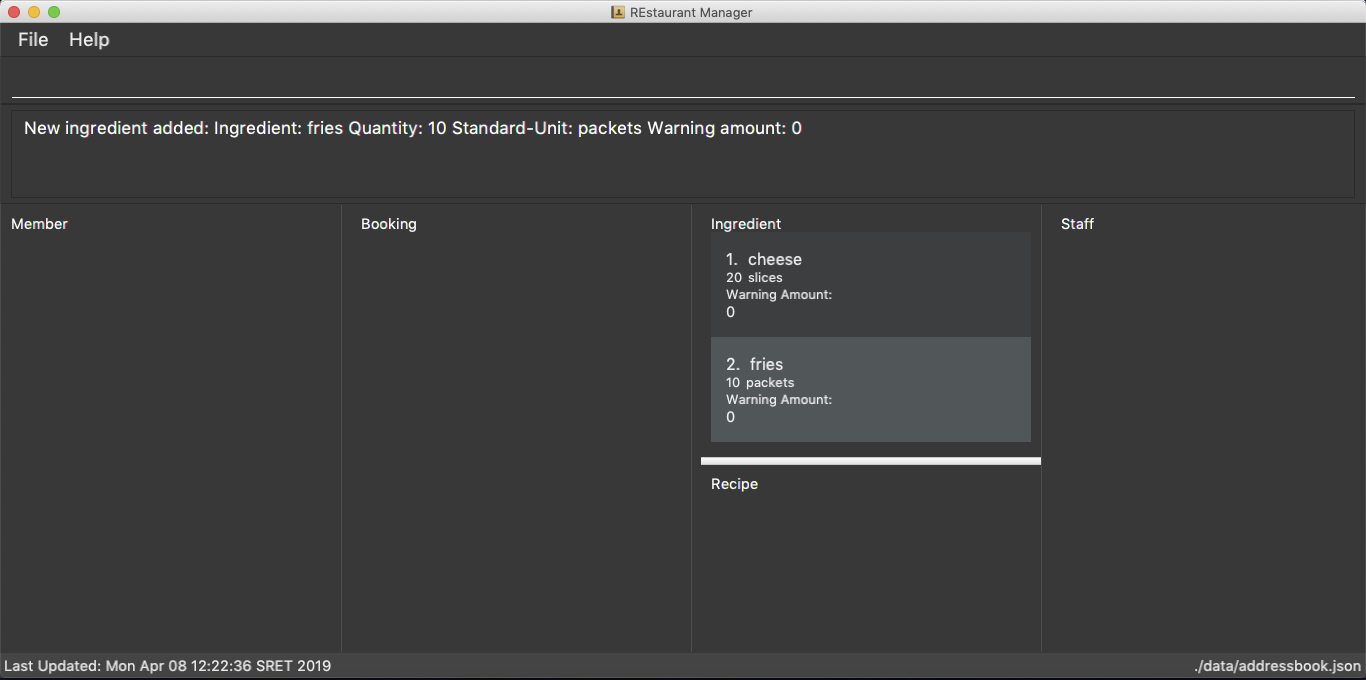 REstaurant Manager
File Help
New ingredient added: Ingredient: fries Quantity: 10 Standard-Unit: packets Warning amount: 0
Member
Booking
Ingredient
1. cheese
20 slices
Warning Amount:
0
2. fries
10 packets
Warning Amount:
0
Recipe
Staff
Last Updated: Mon Apr 08 12:22:36 SRET 2019
./data/addressbook.json